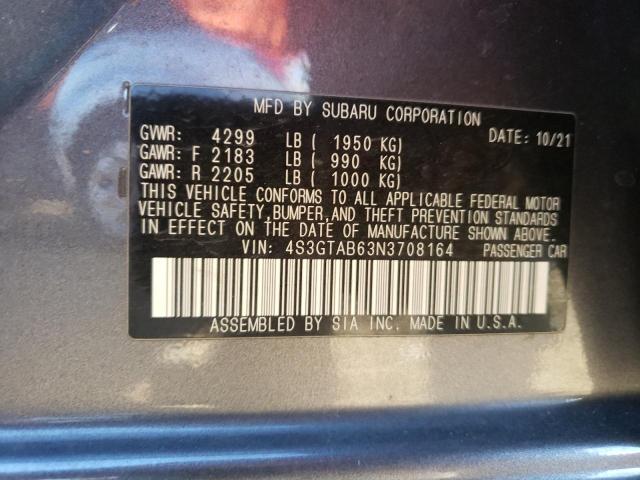 MFD BY SUBARU CORPORATION
GVWR: 4299 LB ( 1950 KG) DATE: 10/21
GAWR: F 2183 LB ( 990 KG)
GAWR: R 2205 LB ( 1000 KG)
THIS VEHICLE CONFORMS TO ALL APPLICABLE FEDERAL MOTOR
VEHICLE SAFETY, BUMPER, AND THEFT PREVENTION STANDARDS
IN EFFECT ON THE DATE OF MANUFACTURE SHOWN ABOVE.
VIN: 4S3GTAB63N3708164 PASSENGER CAR
ASSEMBLED BY SIA INC. MADE IN U.S.A.